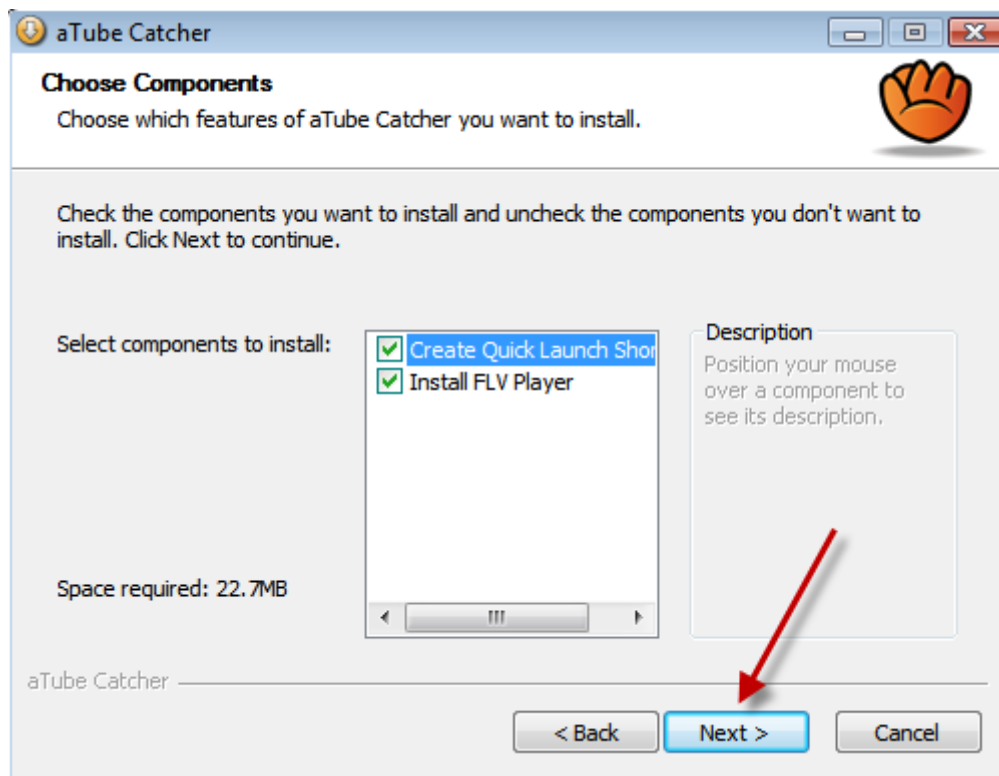 aTube Catcher
Choose Components
Choose which features of aTube Catcher you want to install.
Check the components you want to install and uncheck the components you don't want to
install. Click Next to continue.
Select components to install:
Create Quick Launch Shor
Install FLV Player
Description
Position your mouse
over a component to
see its description.
Space required: 22.7MB
aTube Catcher
< Back
Next >
Cancel